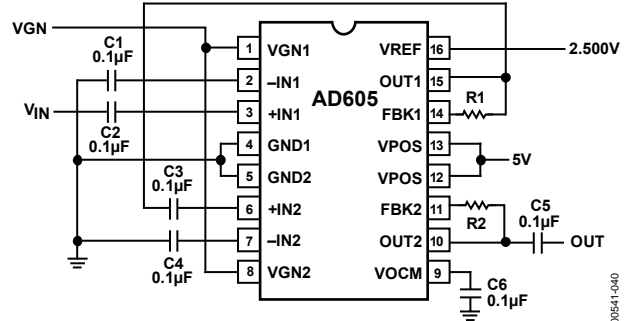 VGN
C1
0.1µF
VIN
C2
0.1µF
C3
0.1µF
C4
0.1µF
AD605
1 VGN1
2 –IN1
3 +IN1
4 GND1
5 GND2
6 +IN2
7 –IN2
8 VGN2
VREF 16
OUT1 15
FBK1 14
VPOS 13
VPOS 12
FBK2 11
OUT2 10
VOCM 9
2.500V
R1
5V
R2
C5
0.1µF
OUT
C6
0.1µF
00541-040